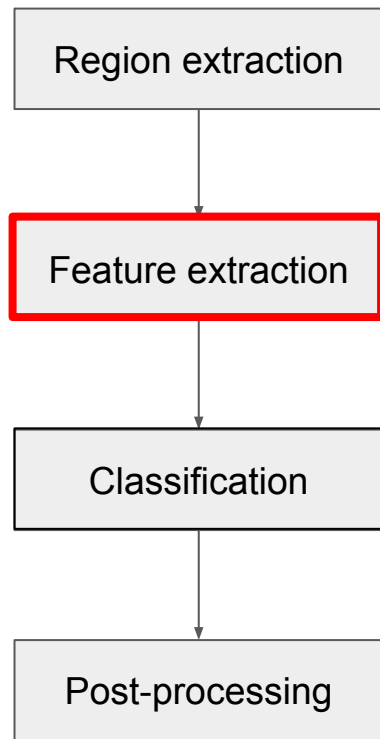 Region extraction
Feature extraction
Classification
Post-processing